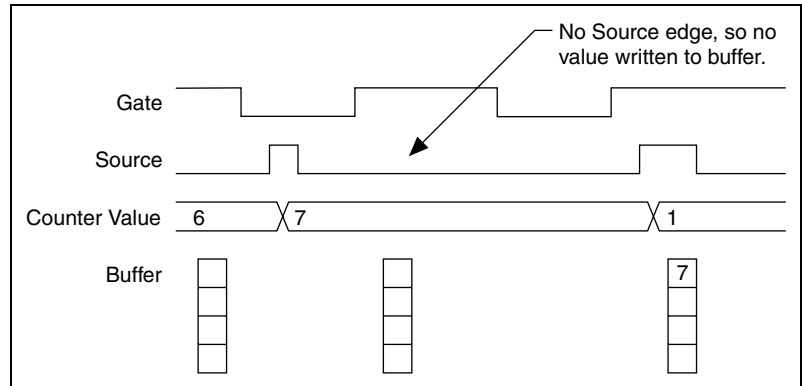 No Source edge, so no
value written to buffer.
Gate
Source
Counter Value 6 7 1
Buffer 7